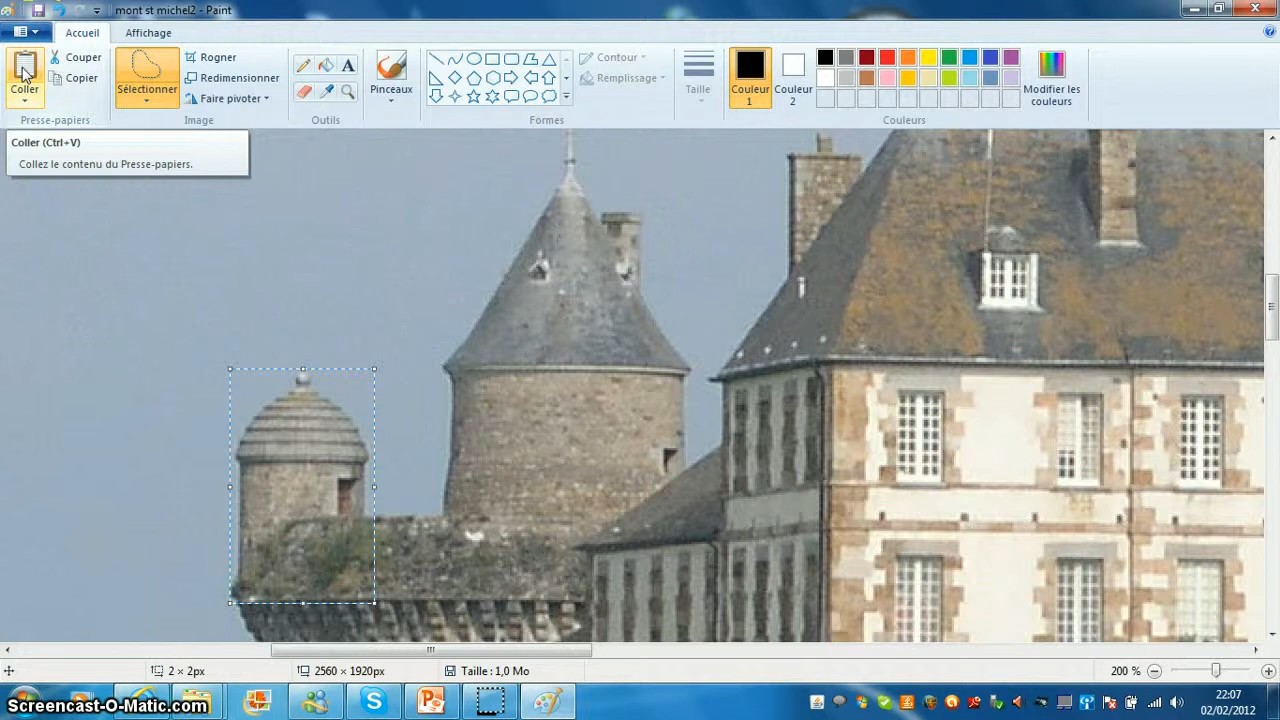 mont st michel2 - Paint
Accueil
Affichage
Coller
Couper
Copier
Presse-papiers
Sélectionner
Rogner
Redimensionner
Faire pivoter
Image
A
Outils
Pinceaux
Formes
Contour
Remplissage
Taille
Couleur 1
Couleur 2
Modifier les couleurs
Couleurs
Coller (Ctrl+V)
Collez le contenu du Presse-papiers.
2 × 2px
2560 × 1920px
Taille : 1,0 Mo
200 %
Screencast-O-Matic.com
22:07
02/02/2012